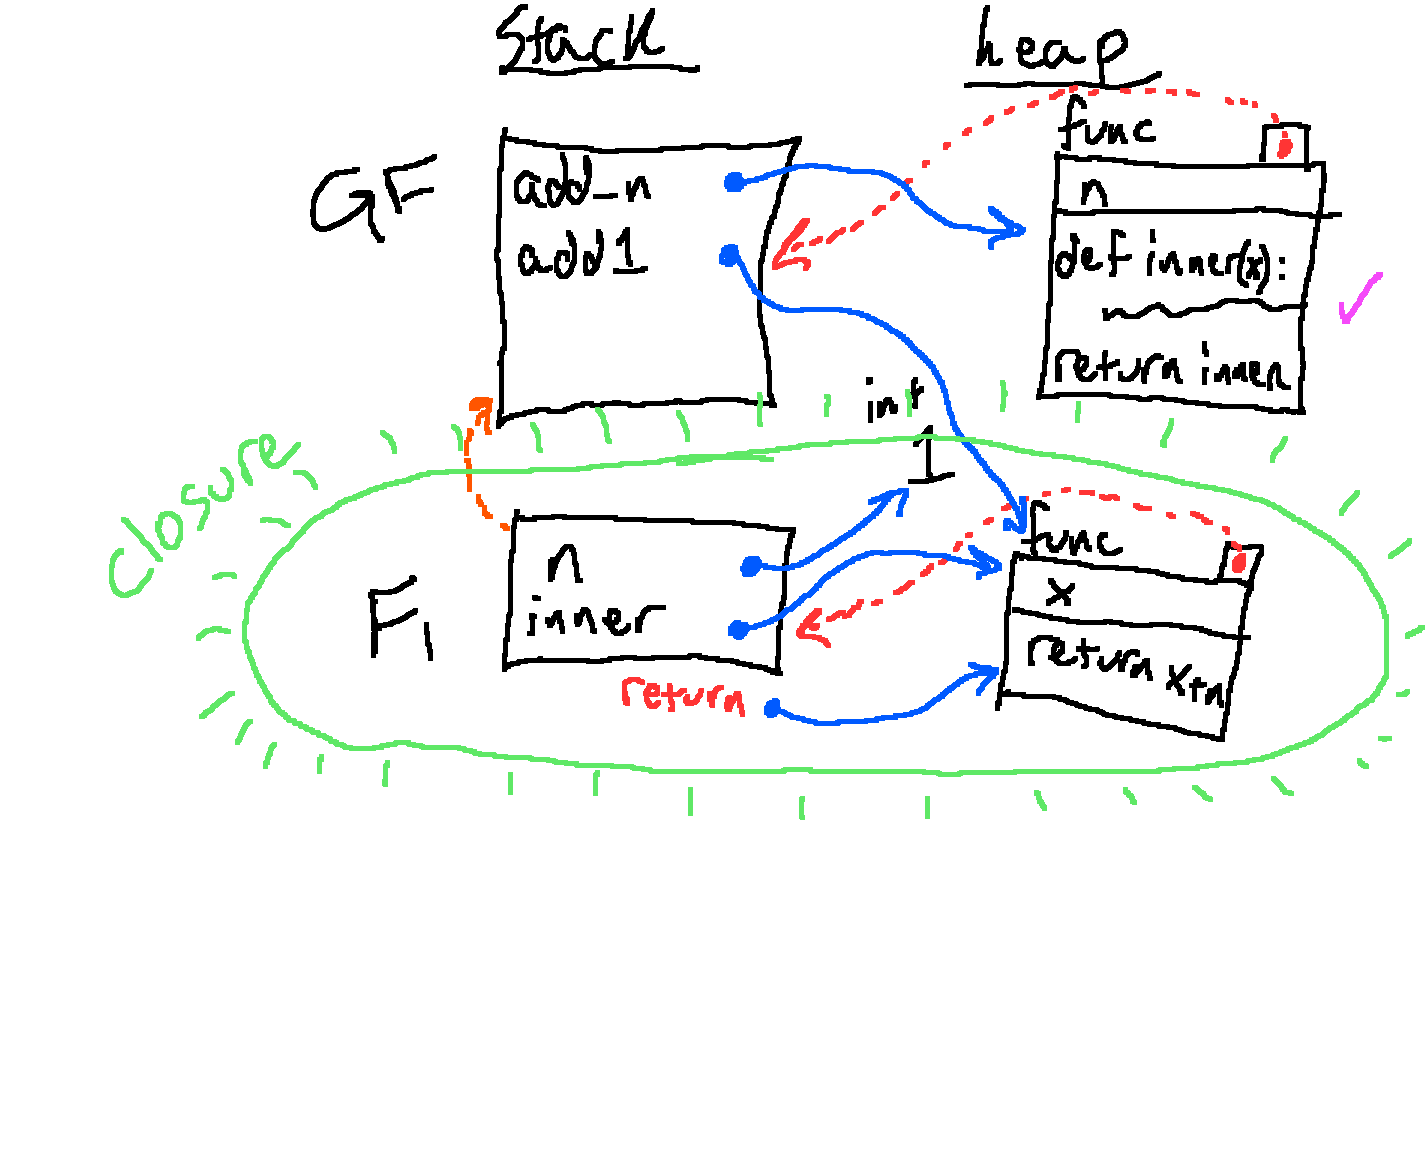 Stack
heap
GF
add_n
add1
func
n
def inner(x):
return inner
int
1
closure
F1
n
inner
return
func
x
return x+n